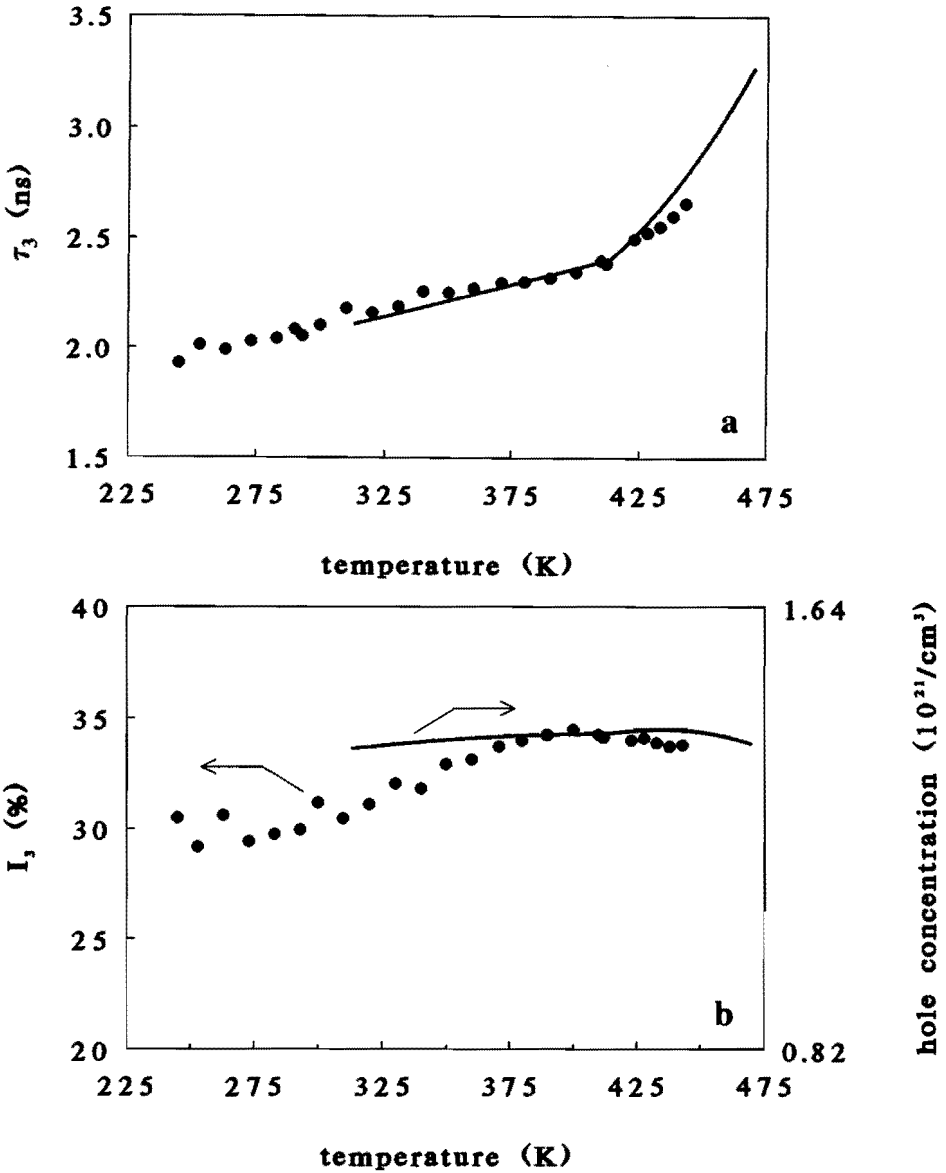 3.5
3.0
2.5
2.0
1.5
τ₃ (ns)
a
225 275 325 375 425 475
temperature (K)
40
35
30
25
20
I₃ (%)
1.64
0.82
hole concentration (10²¹/cm³)
b
225 275 325 375 425 475
temperature (K)